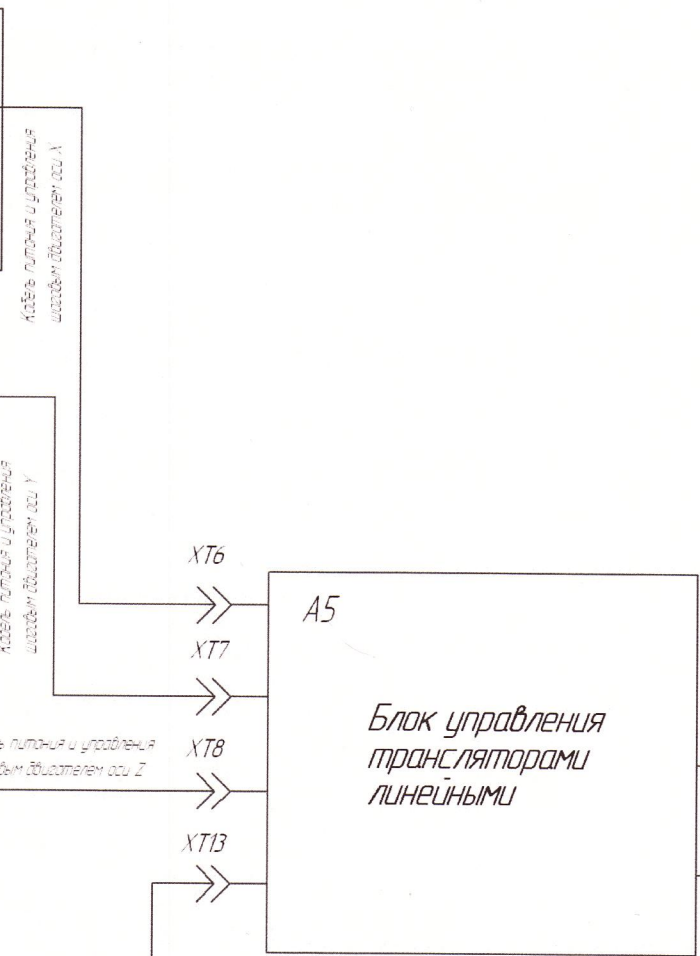 Кабель питания и управления
шаговым двигателем оси X
Кабель питания и управления
шаговым двигателем оси Y
XT6
A5
XT7
Блок управления
трансляторами
линейными
питания и управления
двигателем оси Z
XT8
XT13